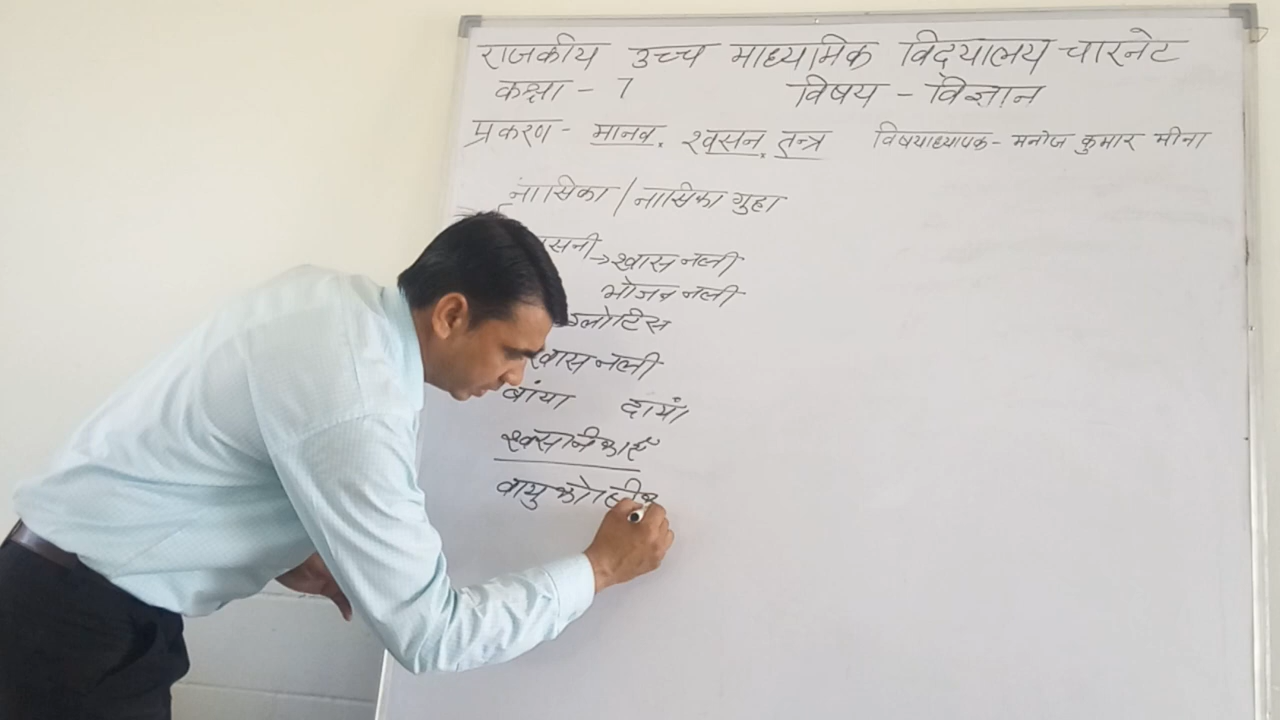 राजकीय उच्च माध्यमिक विद्यालय चारनेट
कक्षा - 7 विषय - विज्ञान
प्रकरण - मानव श्वसन तन्त्र विषयाध्यापक - मनोज कुमार मीना
नासिका / नासिका गुहा
सनी → श्वास नली
भोजन नली
ग्लोटिस
श्वास नली
बांया दायां
श्वसनिकाएँ
वायु को